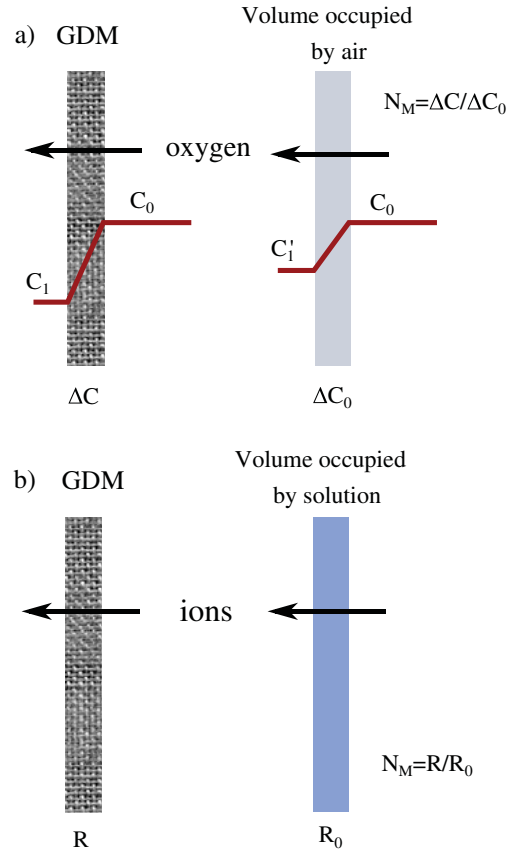 a) GDM
Volume occupied
by air
N_M=ΔC/ΔC_0
oxygen
C_0
C_0
C_1
C_1'
ΔC
ΔC_0
b) GDM
Volume occupied
by solution
ions
N_M=R/R_0
R
R_0